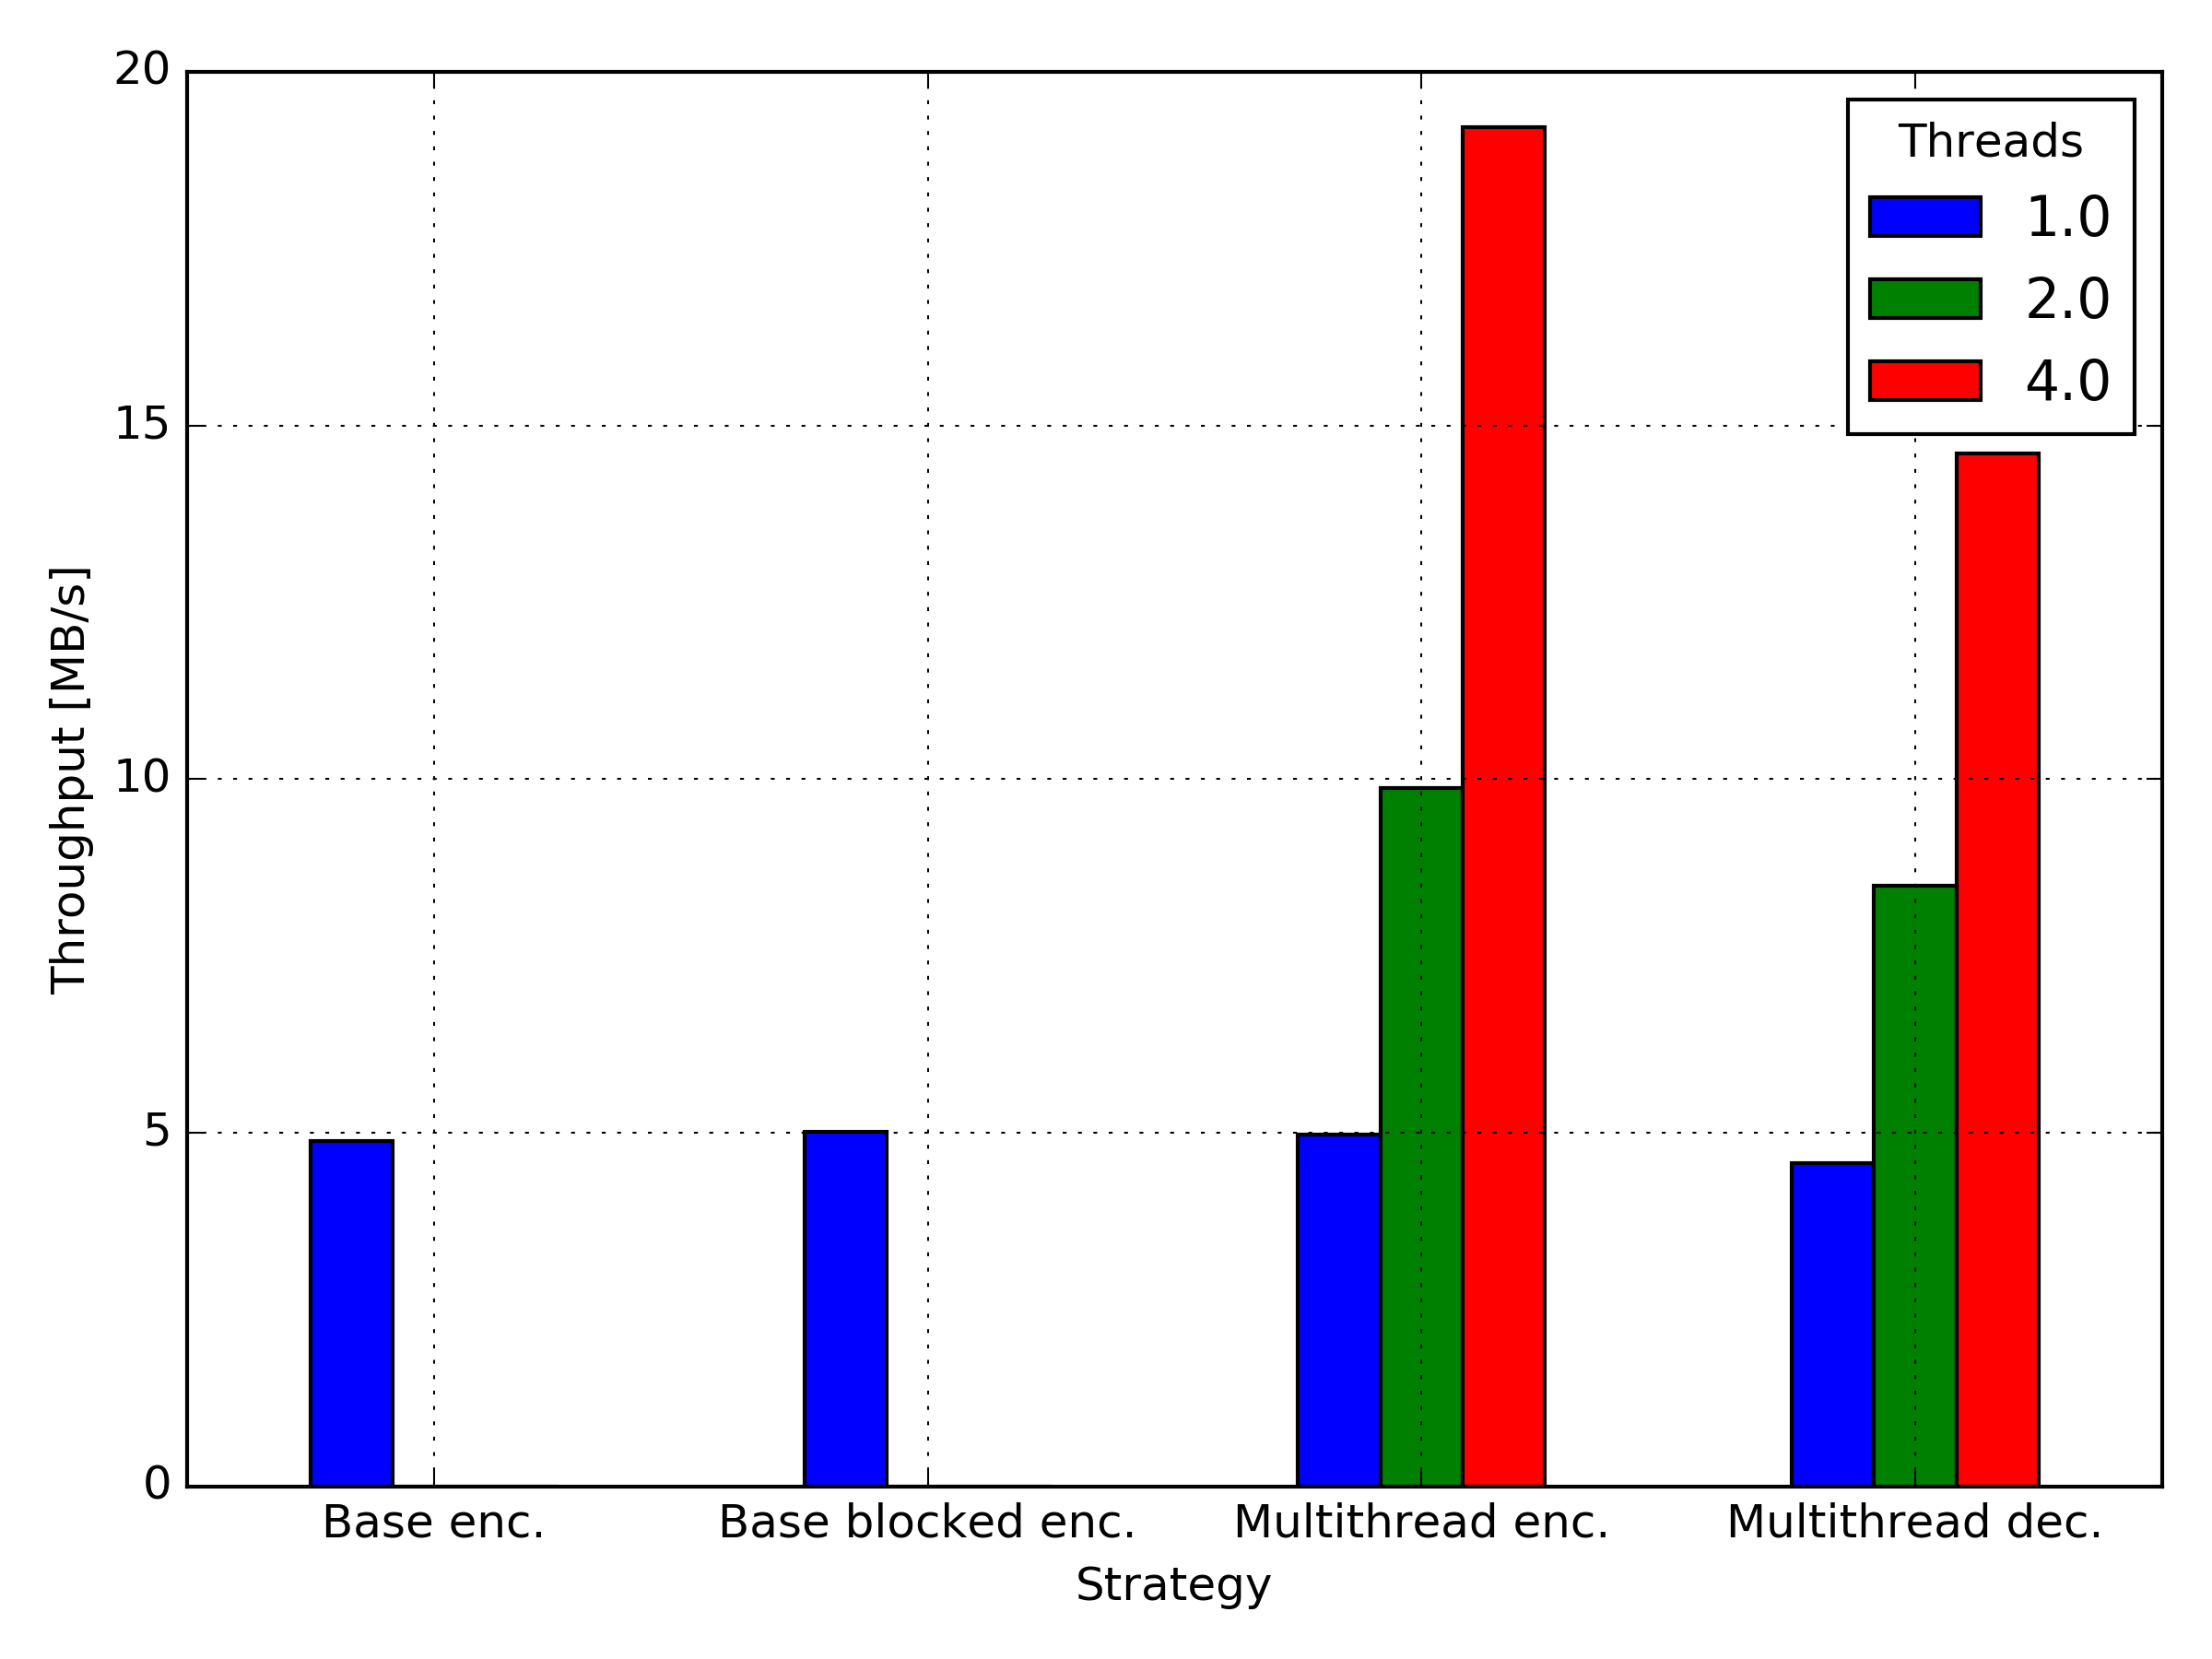 20
15
10
5
0
Throughput [MB/s]
Threads
1.0
2.0
4.0
Base enc.
Base blocked enc.
Multithread enc.
Multithread dec.
Strategy